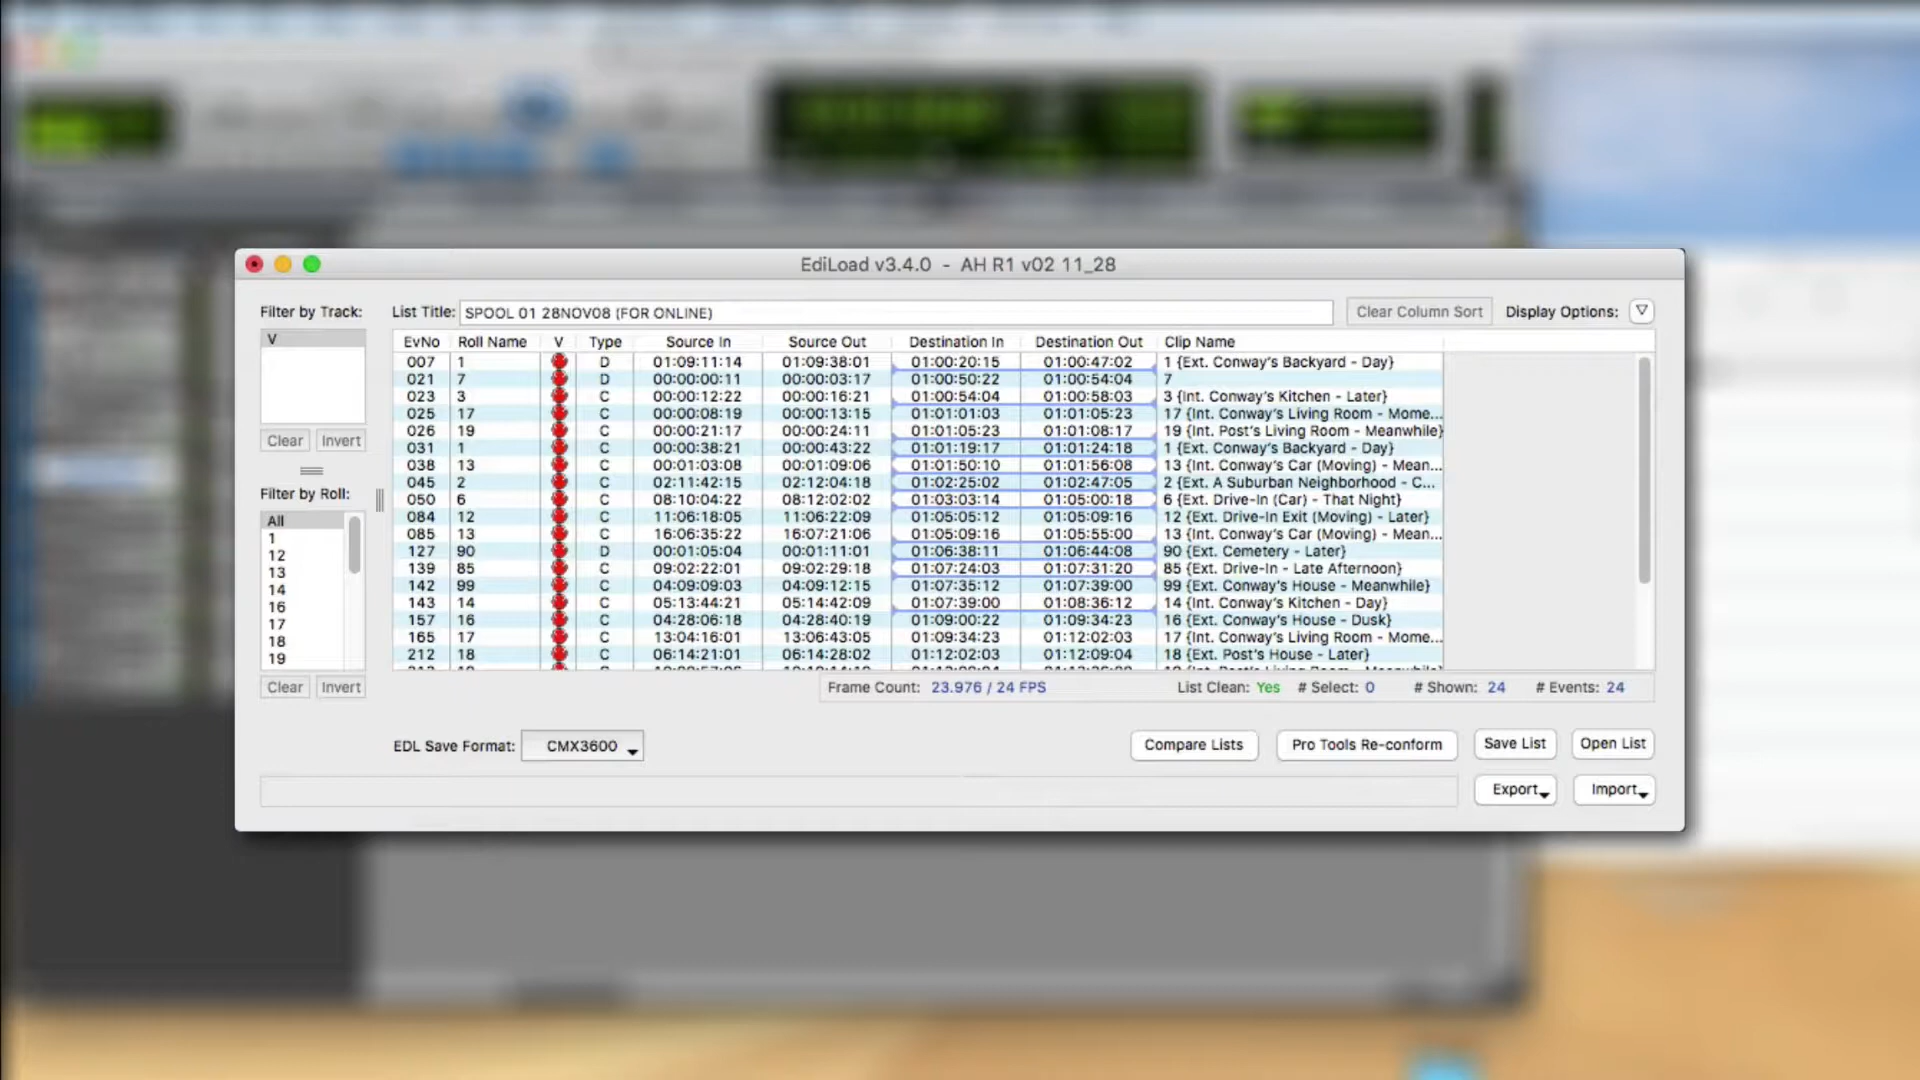 EdiLoad v3.4.0 - AH R1 v02 11_28
Filter by Track:
V
Clear Invert
Filter by Roll:
All
1
12
13
14
16
17
18
19
Clear Invert
List Title: SPOOL 01 28NOV08 (FOR ONLINE) Clear Column Sort Display Options:
EvNo Roll Name V Type Source In Source Out Destination In Destination Out Clip Name
007 1 D 01:09:11:14 01:09:38:01 01:00:20:15 01:00:47:02 1 {Ext. Conway's Backyard - Day}
021 7 D 00:00:00:11 00:00:03:17 01:00:50:22 01:00:54:04 7
023 3 C 00:00:12:22 00:00:16:21 01:00:54:04 01:00:58:03 3 {Int. Conway's Kitchen - Later}
025 17 C 00:00:08:19 00:00:13:15 01:01:01:03 01:01:05:23 17 {Int. Conway's Living Room - Mome...
026 19 C 00:00:21:17 00:00:24:11 01:01:05:23 01:01:08:17 19 {Int. Post's Living Room - Meanwhile}
031 1 C 00:00:38:21 00:00:43:22 01:01:19:17 01:01:24:18 1 {Ext. Conway's Backyard - Day}
038 13 C 00:01:03:08 00:01:09:06 01:01:50:10 01:01:56:08 13 {Int. Conway's Car (Moving) - Mean...
045 2 C 02:11:42:15 02:12:04:18 01:02:25:02 01:02:47:05 2 {Ext. A Suburban Neighborhood - C...
050 6 C 08:10:04:22 08:12:02:02 01:03:03:14 01:05:00:18 6 {Ext. Drive-In (Car) - That Night}
084 12 C 11:06:18:05 11:06:22:09 01:05:05:12 01:05:09:16 12 {Ext. Drive-In Exit (Moving) - Later}
085 13 C 16:06:35:22 16:07:21:06 01:05:09:16 01:05:55:00 13 {Int. Conway's Car (Moving) - Mean...
127 90 D 00:01:05:04 00:01:11:01 01:06:38:11 01:06:44:08 90 {Ext. Cemetery - Later}
139 85 C 09:02:22:01 09:02:29:18 01:07:24:03 01:07:31:20 85 {Ext. Drive-In - Late Afternoon}
142 99 C 04:09:09:03 04:09:12:15 01:07:35:12 01:07:39:00 99 {Ext. Conway's House - Meanwhile}
143 14 C 05:13:44:21 05:14:42:09 01:07:39:00 01:08:36:12 14 {Int. Conway's Kitchen - Day}
157 16 C 04:28:06:18 04:28:40:19 01:09:00:22 01:09:34:23 16 {Ext. Conway's House - Dusk}
165 17 C 13:04:16:01 13:06:43:05 01:09:34:23 01:12:02:03 17 {Int. Conway's Living Room - Mome...
212 18 C 06:14:21:01 06:14:28:02 01:12:02:03 01:12:09:04 18 {Ext. Post's House - Later}
Frame Count: 23.976 / 24 FPS List Clean: Yes # Select: 0 # Shown: 24 # Events: 24
EDL Save Format: CMX3600 Compare Lists Pro Tools Re-conform Save List Open List
Export Import